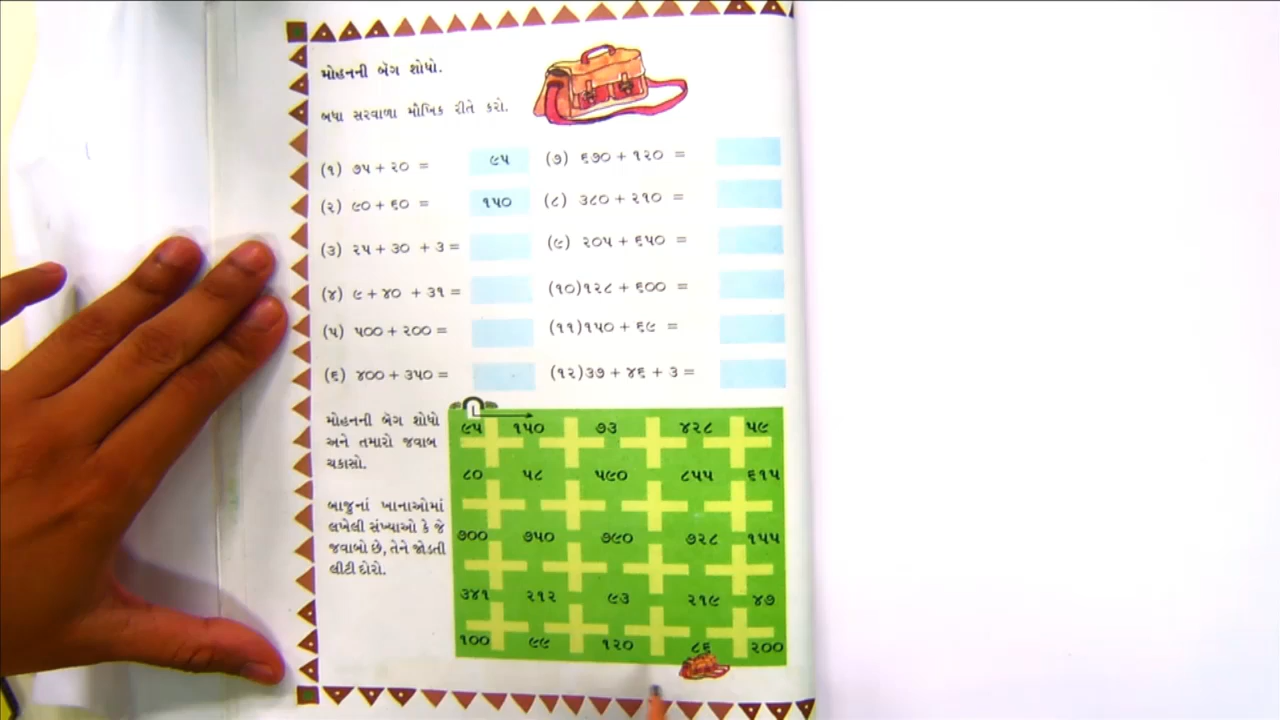 મોહનની બૅગ શોધો.
બધા સરવાળા મૌખિક રીતે કરો.
(૧) ૭૫ + ૨૦ = ૯૫
(૨) ૯૦ + ૬૦ = ૧૫૦
(૩) ૨૫ + ૩૦ + ૩ =
(૪) ૯ + ૪૦ + ૩૧ =
(૫) ૫૦૦ + ૨૦૦ =
(૬) ૪૦૦ + ૩૫૦ =
(૭) ૬૭૦ + ૧૨૦ =
(૮) ૩૮૦ + ૨૧૦ =
(૯) ૨૦૫ + ૬૫૦ =
(૧૦) ૧૨૮ + ૬૦૦ =
(૧૧) ૧૫૦ + ૬૯ =
(૧૨) ૩૭ + ૪૬ + ૩ =
મોહનની બૅગ શોધો
અને તમારો જવાબ
ચકાસો.
બાજુનાં ખાનાઓમાં
લખેલી સંખ્યાઓ કે જે
જવાબો છે, તેને જોડતી
લીટી દોરો.
૯૫ ૧૫૦ ૭૩ ૪૨૮ ૫૯
૮૦ ૫૮ ૫૯૦ ૮૫૫ ૬૧૫
૭૦૦ ૭૫૦ ૭૯૦ ૭૨૮ ૧૫૫
૩૪૧ ૨૧૨ ૯૩ ૨૧૯ ૪૭
૧૦૦ ૯૯ ૧૨૦ ૮૬ ૨૦૦